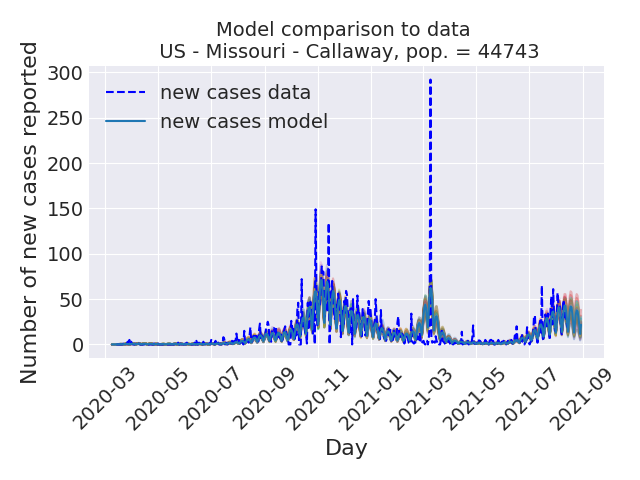 Model comparison to data
US - Missouri - Callaway, pop. = 44743
Number of new cases reported
300
250
200
150
100
50
0
new cases data
new cases model
2020-03
2020-05
2020-07
2020-09
2020-11
2021-01
2021-03
2021-05
2021-07
2021-09
Day